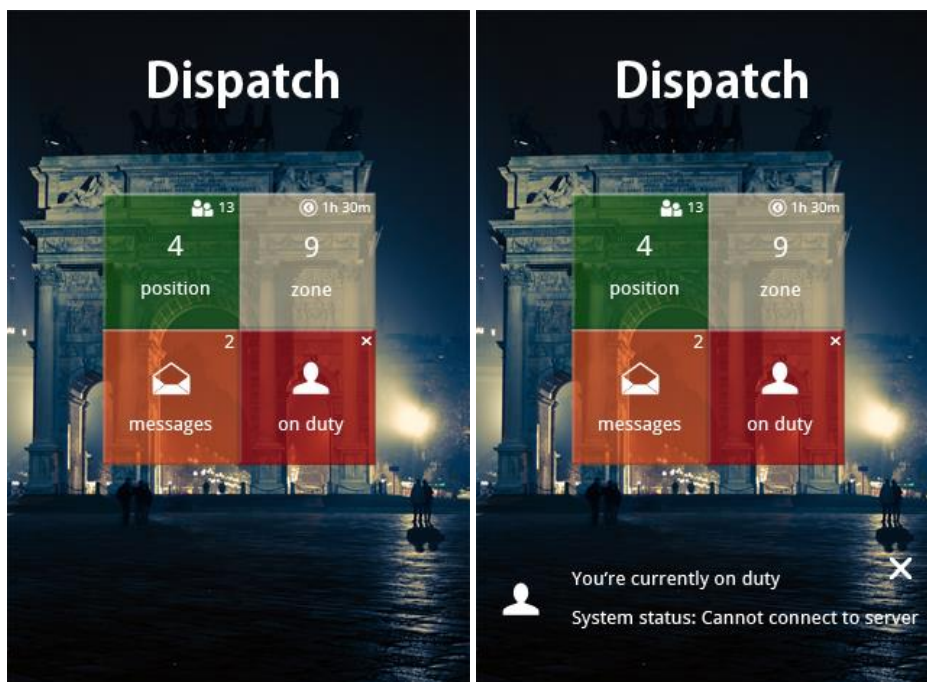 Dispatch
13
1h 30m
4
9
position
zone
2
messages
on duty
Dispatch
13
1h 30m
4
9
position
zone
2
messages
on duty
You're currently on duty
System status: Cannot connect to server